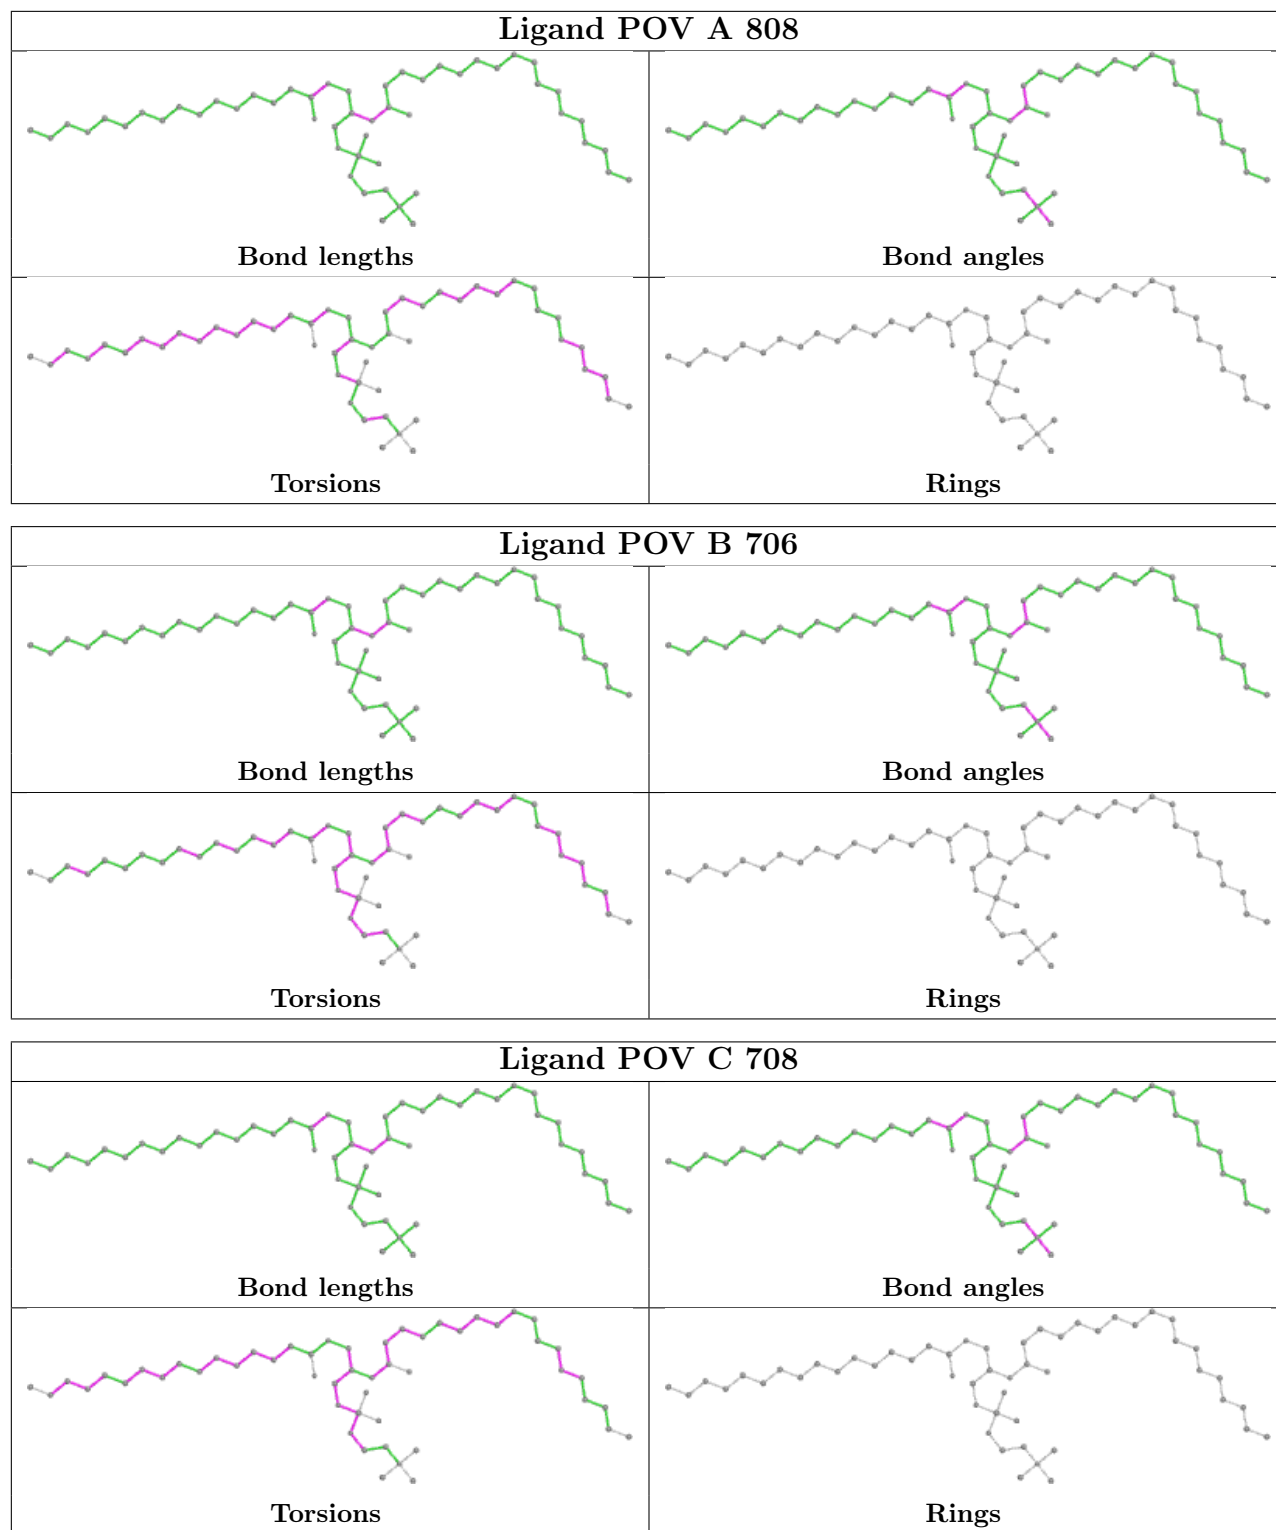 Ligand POV A 808
Bond lengths
Bond angles
Torsions
Rings
Ligand POV B 706
Bond lengths
Bond angles
Torsions
Rings
Ligand POV C 708
Bond lengths
Bond angles
Torsions
Rings